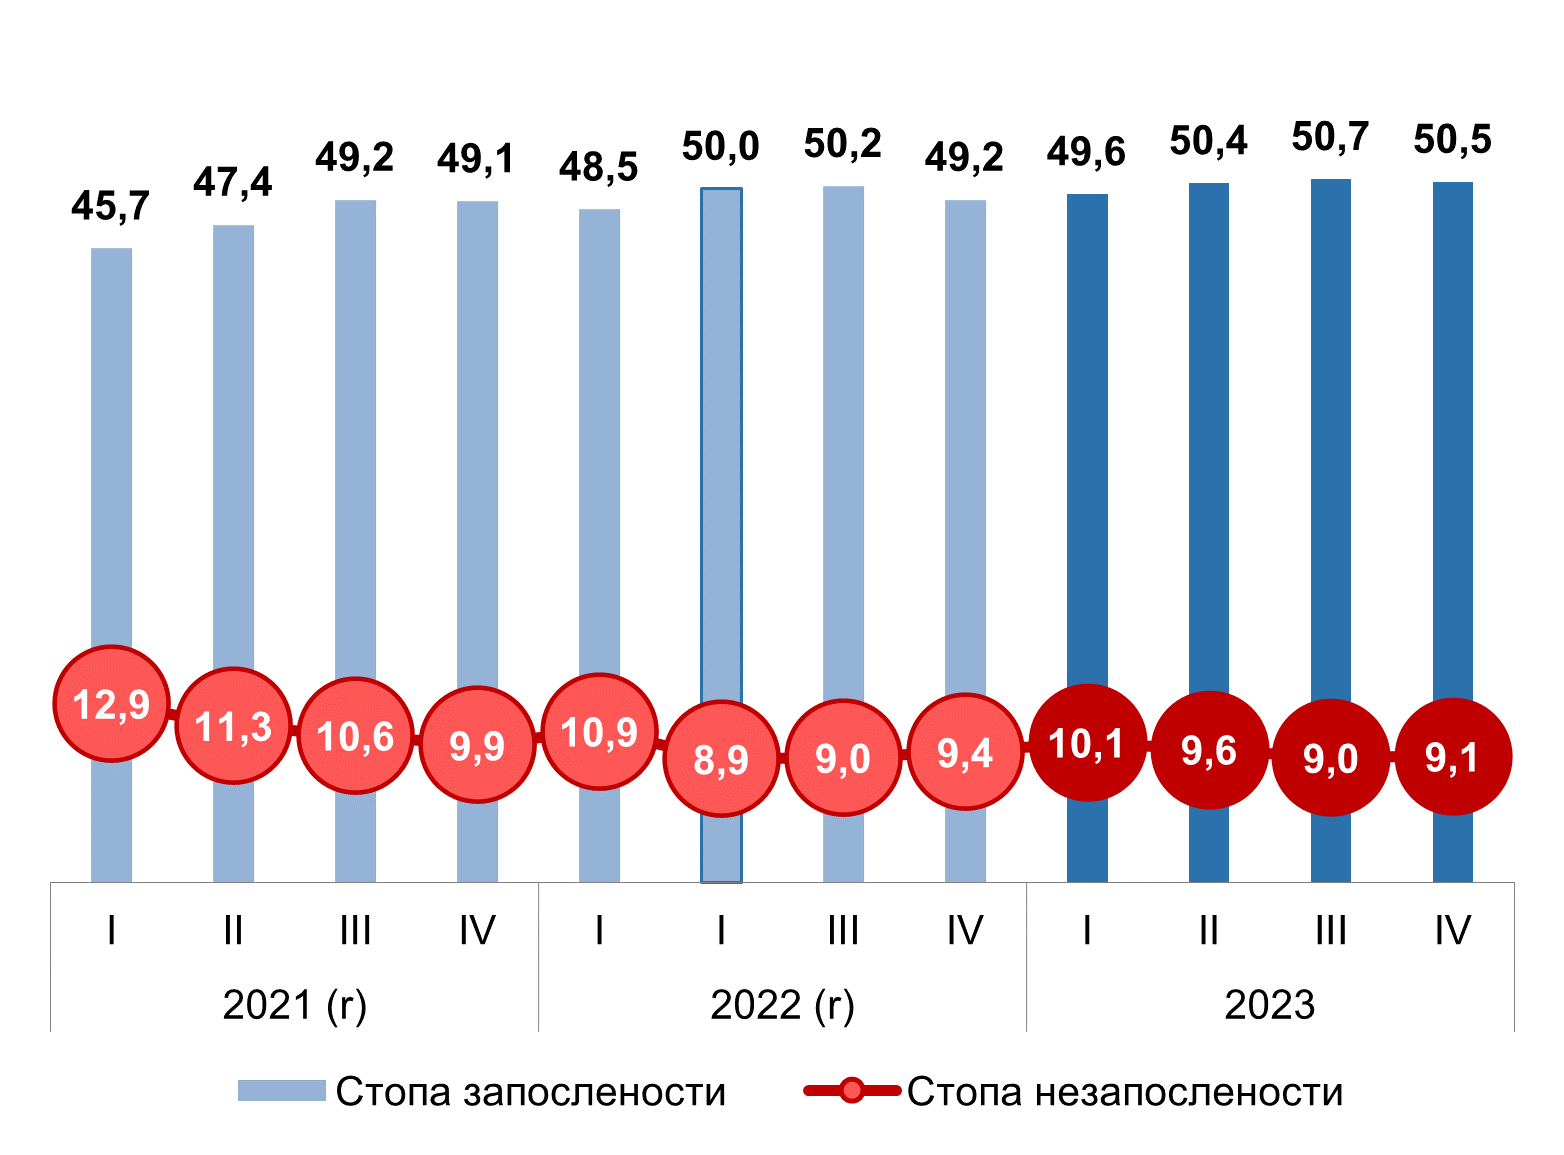 45,7 47,4 49,2 49,1 48,5 50,0 50,2 49,2 49,6 50,4 50,7 50,5
12,9 11,3 10,6 9,9 10,9 8,9 9,0 9,4 10,1 9,6 9,0 9,1
I II III IV I I III IV I II III IV
2021 (r) 2022 (r) 2023
Стопа запослености Стопа незапослености